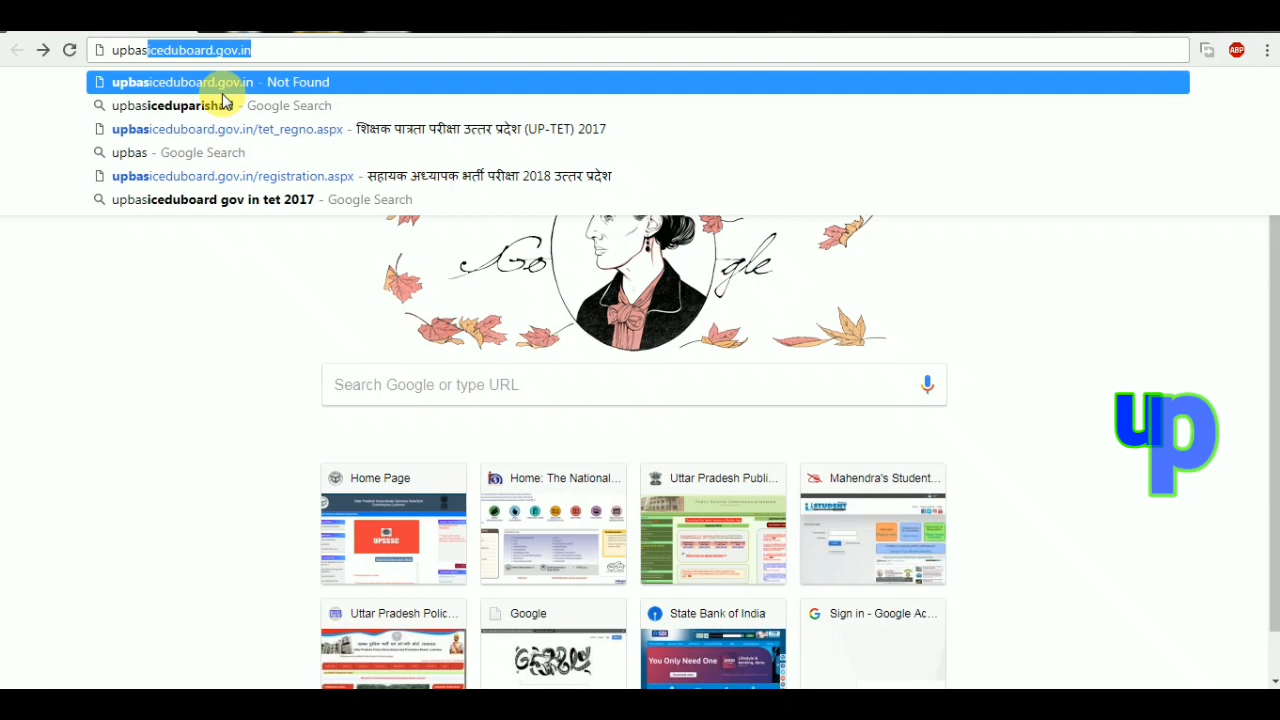 upbasiceduboard.gov.in
ABP
upbasiceduboard.gov.in - Not Found
upbasiceduparishad - Google Search
upbasiceduboard.gov.in/tet_regno.aspx - शिक्षक पात्रता परीक्षा उत्तर प्रदेश (UP-TET) 2017
upbas - Google Search
upbasiceduboard.gov.in/registration.aspx - सहायक अध्यापक भर्ती परीक्षा 2018 उत्तर प्रदेश
upbasiceduboard gov in tet 2017 - Google Search
Search Google or type URL
up
Home Page
Home: The National...
Uttar Pradesh Publi...
Mahendra's Student...
UPSSSC
STUDENT
Uttar Pradesh Polic...
Google
State Bank of India
Sign in - Google Ac...
You Only Need One